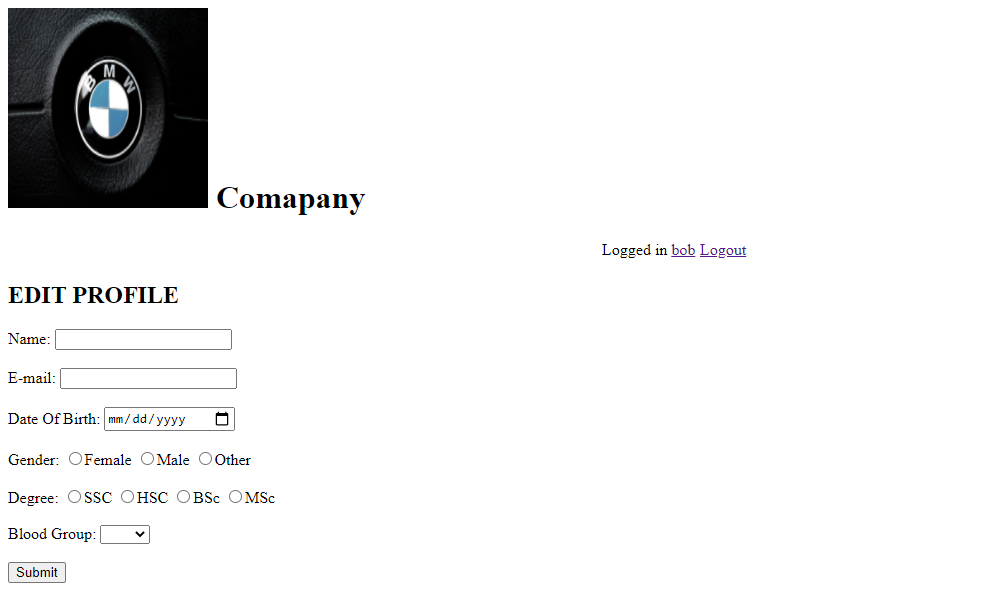 BMW
Comapany
Logged in bob Logout
EDIT PROFILE
Name:
E-mail:
Date Of Birth: mm/dd/yyyy
Gender: Female Male Other
Degree: SSC HSC BSc MSc
Blood Group:
Submit